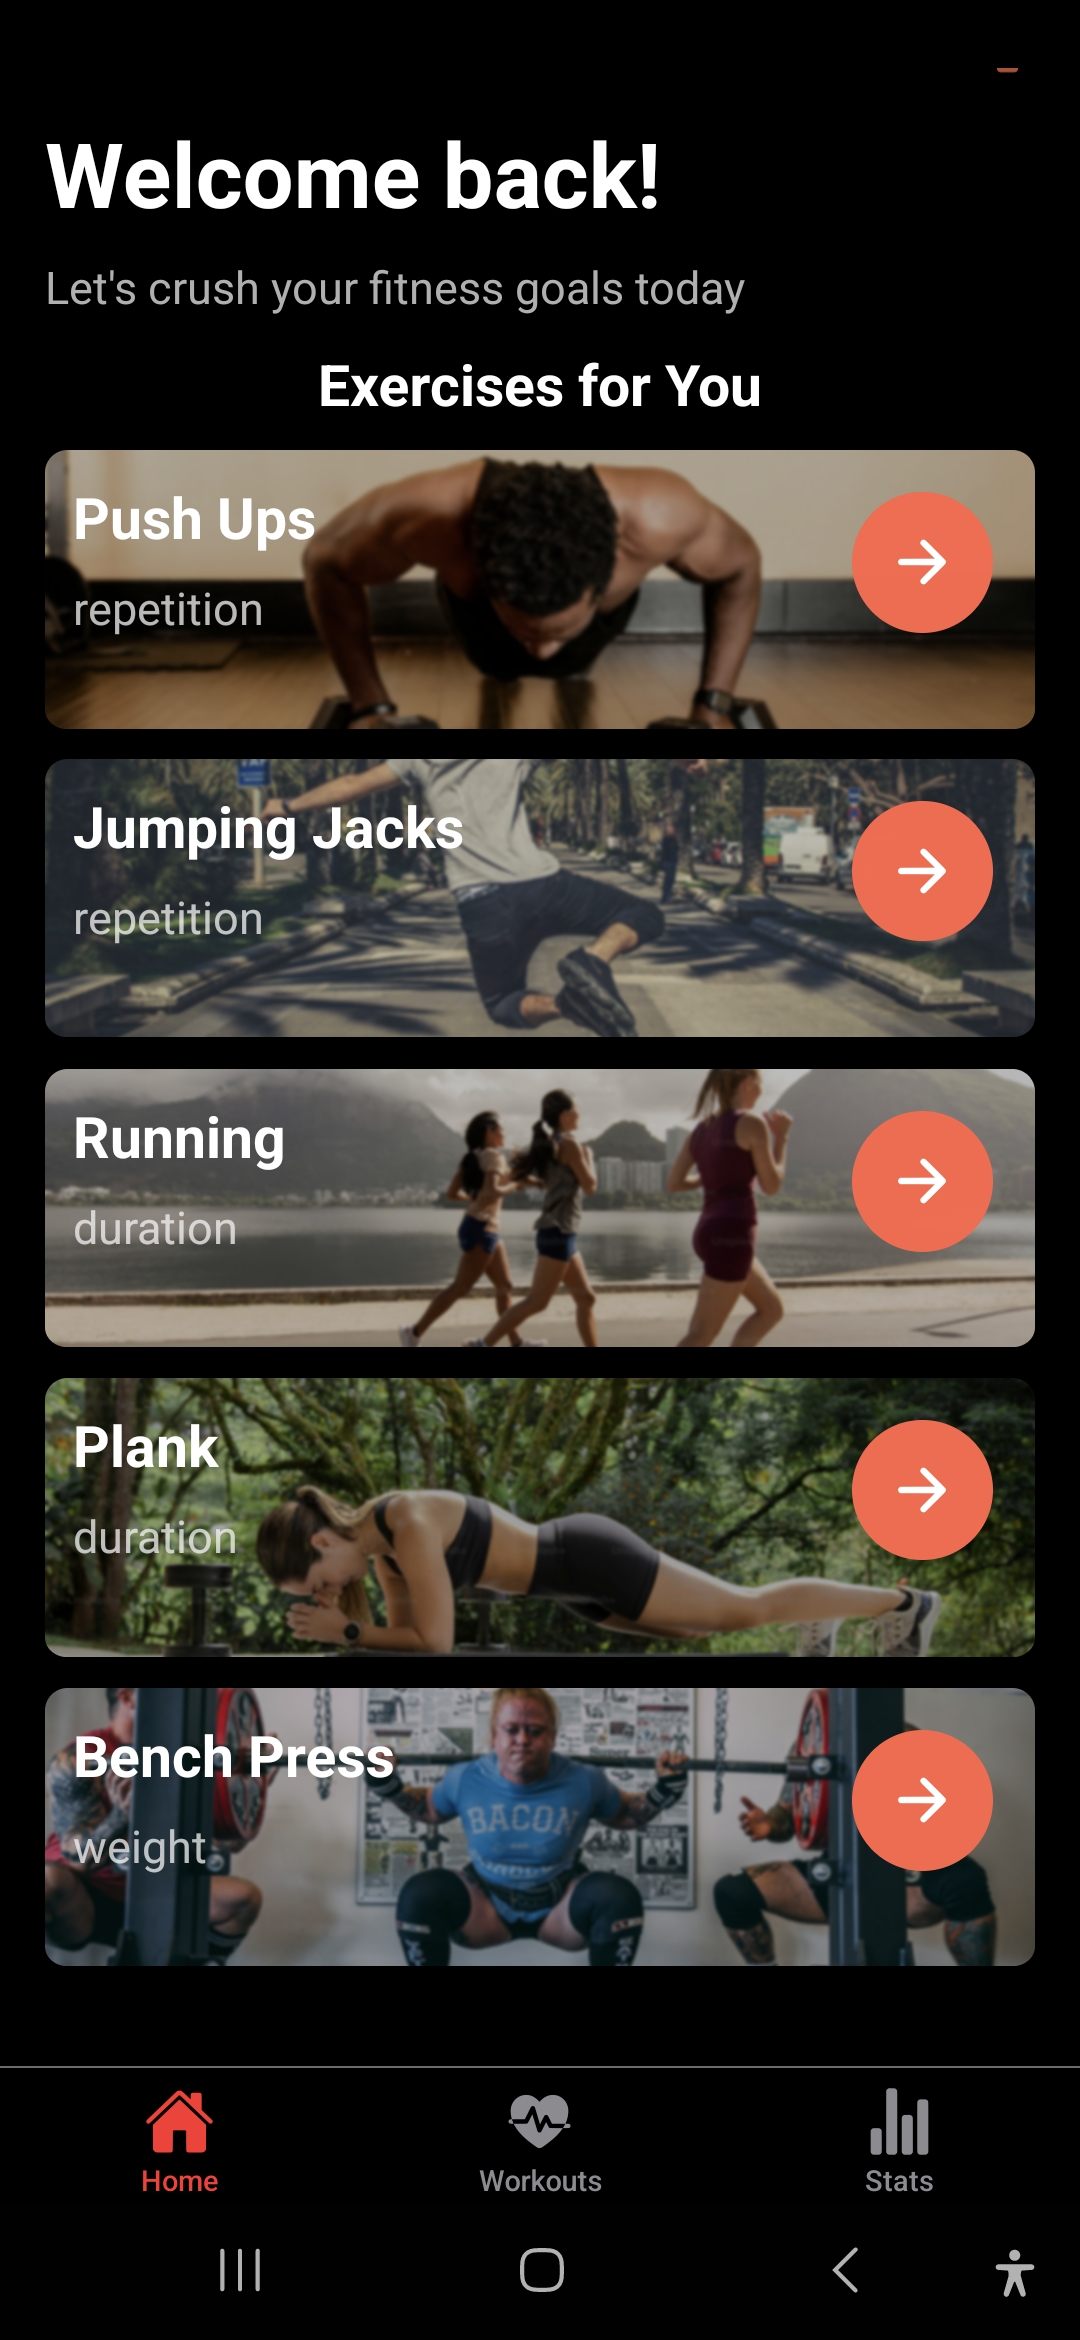 Welcome back!
Let's crush your fitness goals today
Exercises for You
Push Ups
repetition
Jumping Jacks
repetition
Running
duration
Plank
duration
Bench Press
weight
BACON
Home
Workouts
Stats